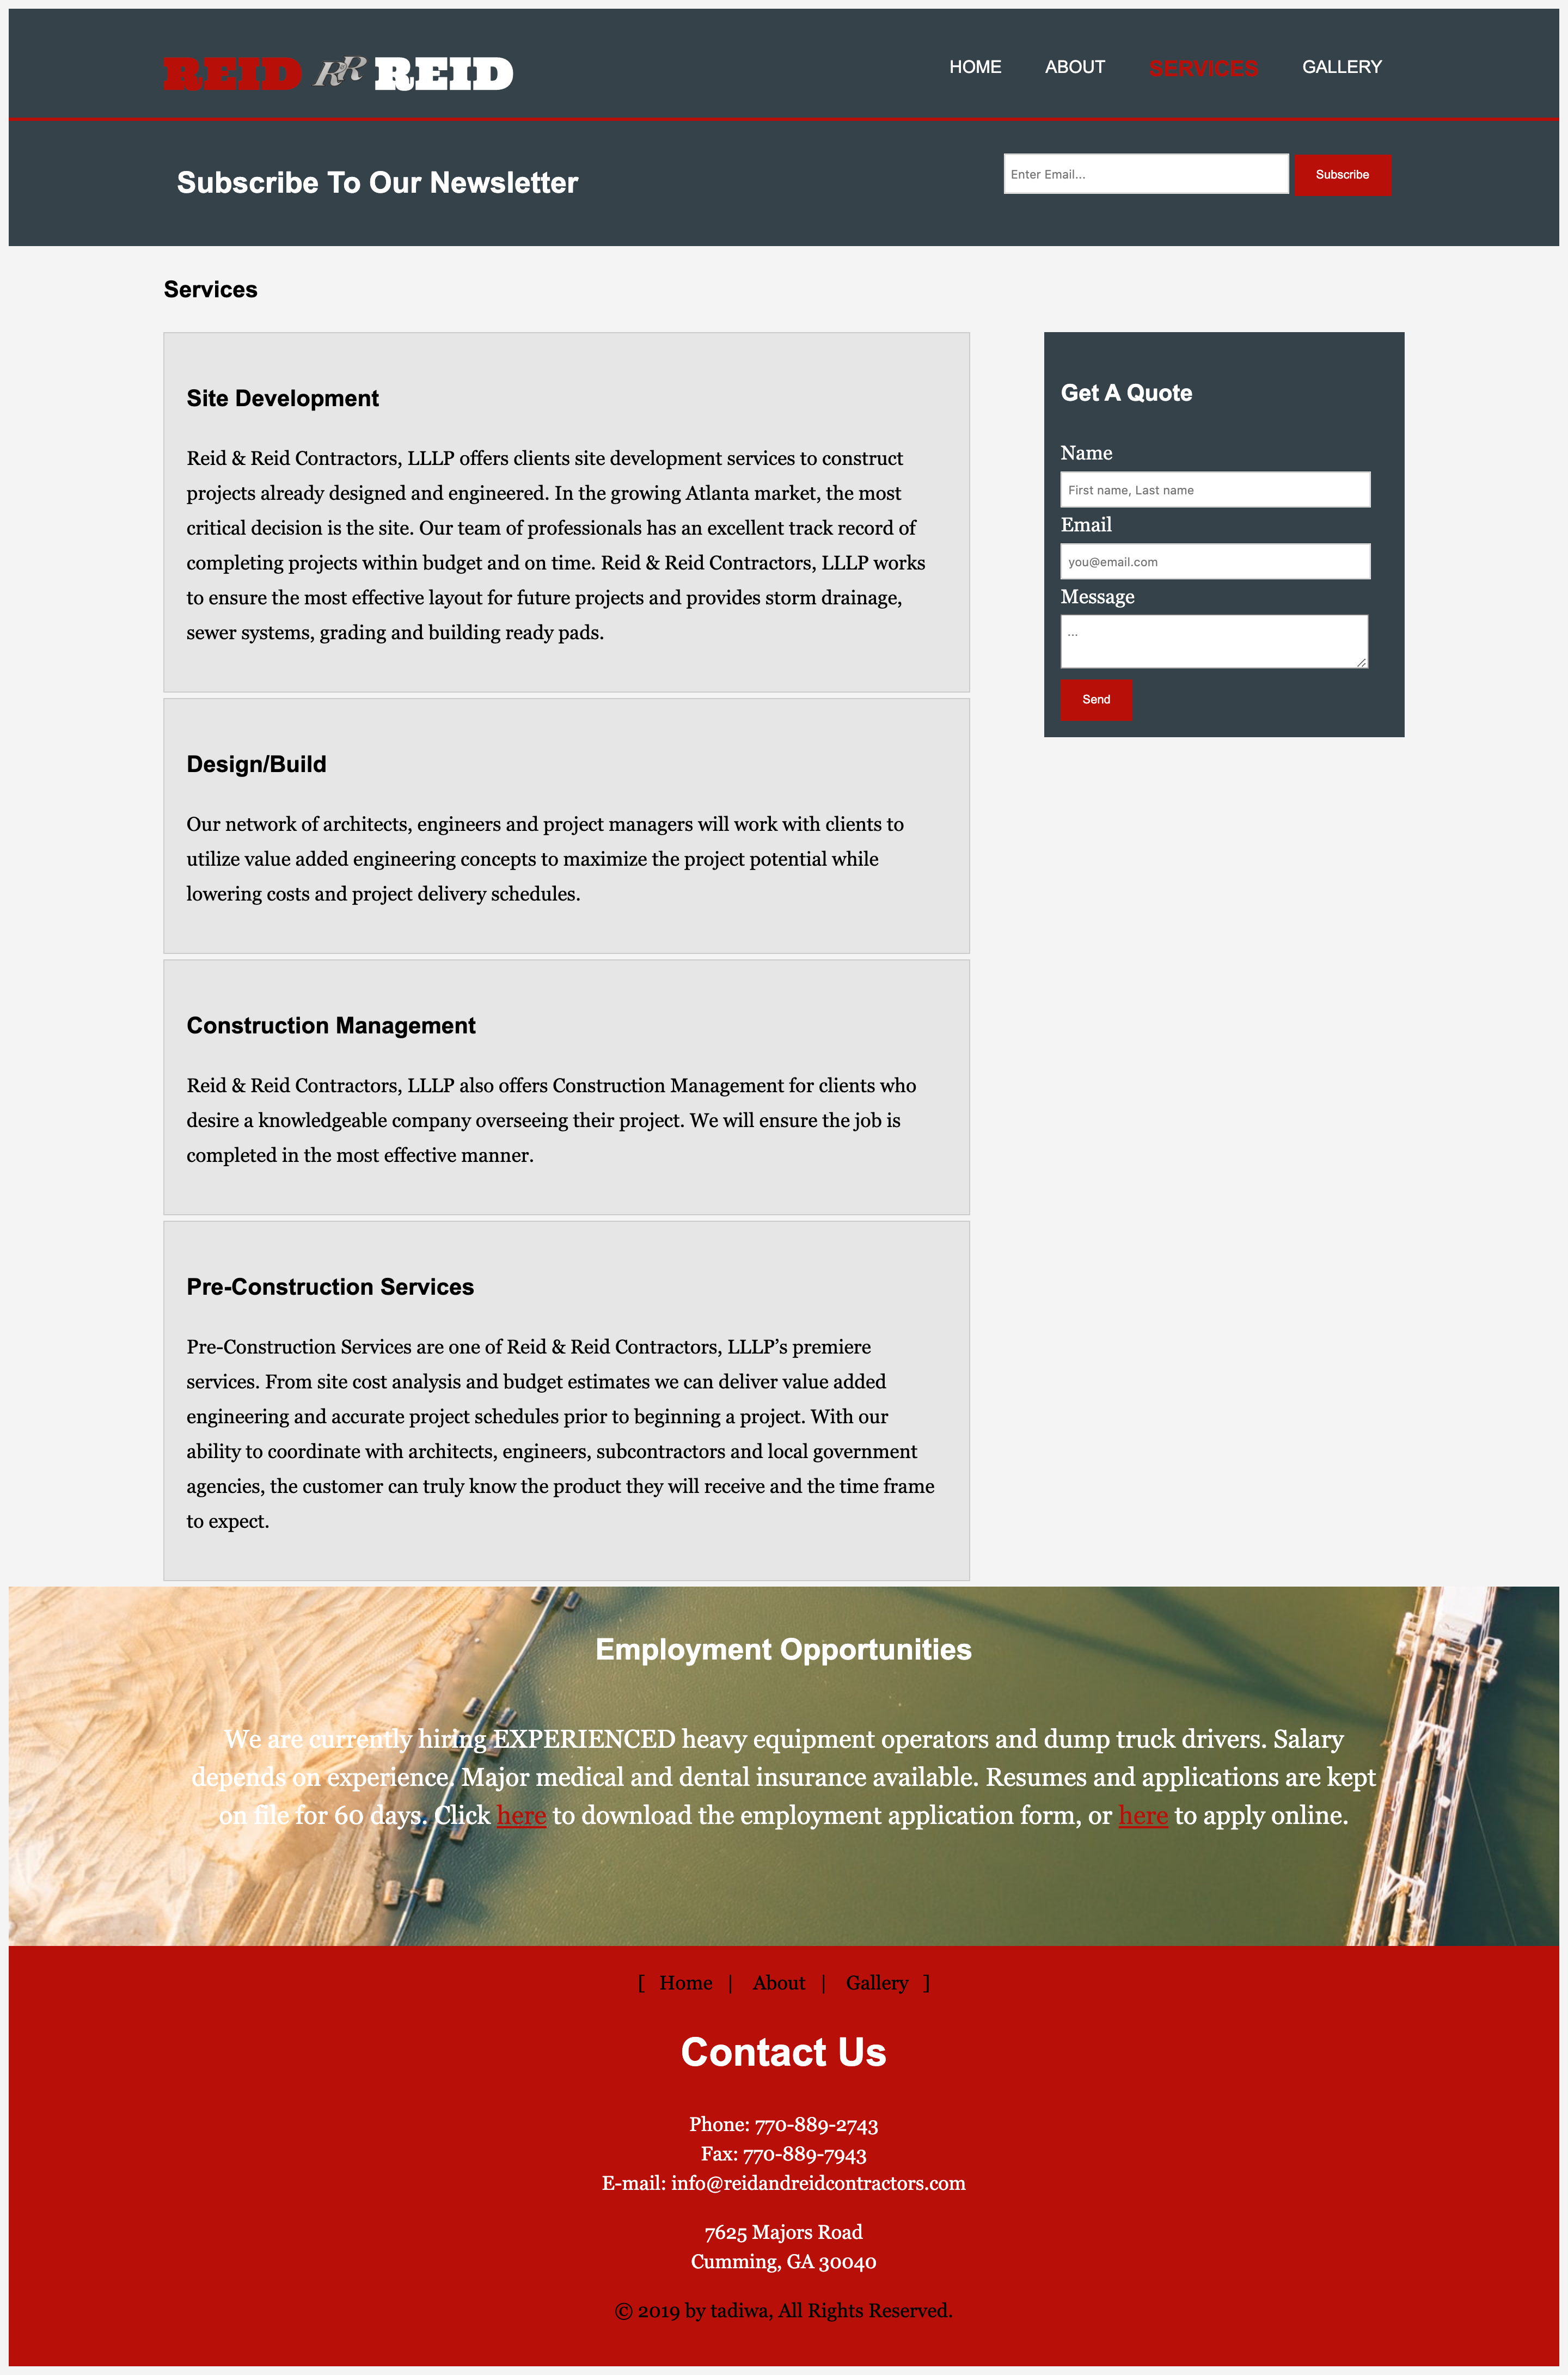 REID RR REID
HOME ABOUT SERVICES GALLERY
Subscribe To Our Newsletter
Enter Email...
Subscribe
Services
Site Development
Reid & Reid Contractors, LLLP offers clients site development services to construct
projects already designed and engineered. In the growing Atlanta market, the most
critical decision is the site. Our team of professionals has an excellent track record of
completing projects within budget and on time. Reid & Reid Contractors, LLLP works
to ensure the most effective layout for future projects and provides storm drainage,
sewer systems, grading and building ready pads.
Design/Build
Our network of architects, engineers and project managers will work with clients to
utilize value added engineering concepts to maximize the project potential while
lowering costs and project delivery schedules.
Construction Management
Reid & Reid Contractors, LLLP also offers Construction Management for clients who
desire a knowledgeable company overseeing their project. We will ensure the job is
completed in the most effective manner.
Pre-Construction Services
Pre-Construction Services are one of Reid & Reid Contractors, LLLP’s premiere
services. From site cost analysis and budget estimates we can deliver value added
engineering and accurate project schedules prior to beginning a project. With our
ability to coordinate with architects, engineers, subcontractors and local government
agencies, the customer can truly know the product they will receive and the time frame
to expect.
Get A Quote
Name
First name, Last name
Email
you@email.com
Message
...
Send
Employment Opportunities
We are currently hiring EXPERIENCED heavy equipment operators and dump truck drivers. Salary
depends on experience. Major medical and dental insurance available. Resumes and applications are kept
on file for 60 days. Click here to download the employment application form, or here to apply online.
[ Home | About | Gallery ]
Contact Us
Phone: 770-889-2743
Fax: 770-889-7943
E-mail: info@reidandreidcontractors.com
7625 Majors Road
Cumming, GA 30040
© 2019 by tadiwa, All Rights Reserved.